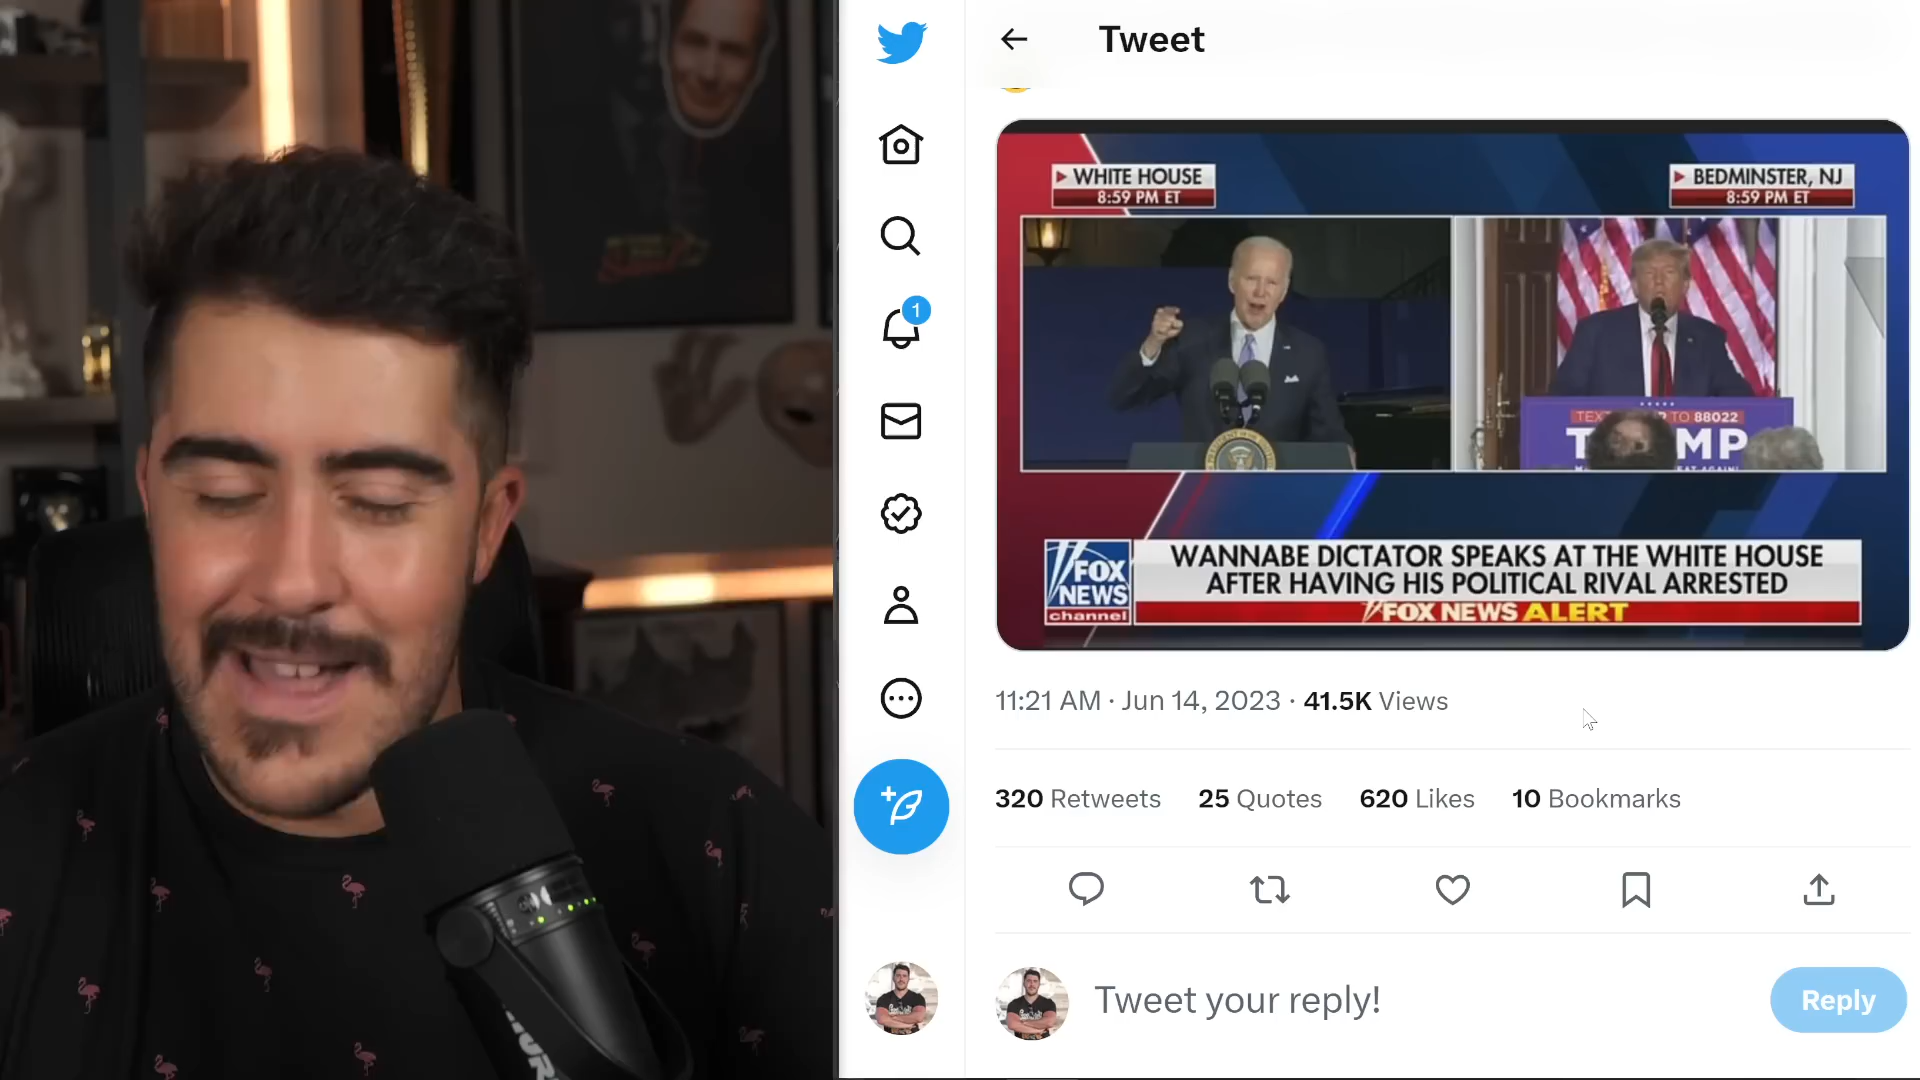 Tweet
WHITE HOUSE
8:59 PM ET
BEDMINSTER, NJ
8:59 PM ET
1
88022
WANNABE DICTATOR SPEAKS AT THE WHITE HOUSE
AFTER HAVING HIS POLITICAL RIVAL ARRESTED
FOX
NEWS
channel
FOX NEWS ALERT
11:21 AM · Jun 14, 2023 · 41.5K Views
320 Retweets 25 Quotes 620 Likes 10 Bookmarks
Tweet your reply!
Reply